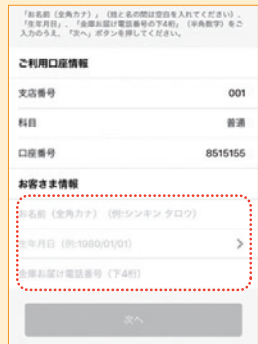 「お名前（全角カナ）」（姓と名の間は空白を入れてください）、
「生年月日」、「金庫お届け電話番号の下4桁」（半角数字）をご
入力のうえ、「次へ」ボタンを押してください。
ご利用口座情報
支店番号 001
科目 普通
口座番号 8515155
お客さま情報
お名前（全角カナ）（例:シンキン タロウ）
生年月日（例:1980/01/01）
金庫お届け電話番号（下4桁）
次へ